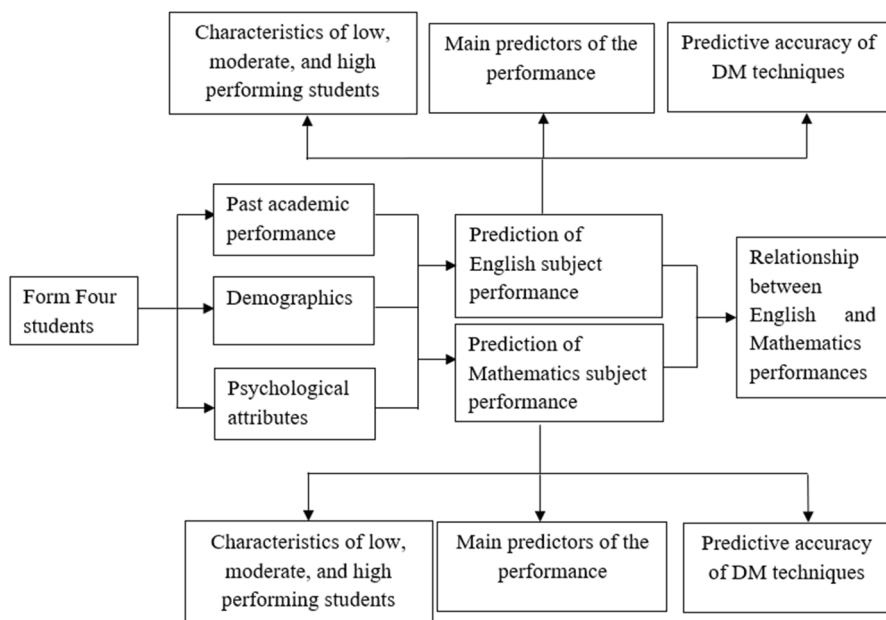 Characteristics of low,
moderate, and high
performing students
Main predictors of the
performance
Predictive accuracy of
DM techniques
Past academic
performance
Prediction of
English subject
performance
Relationship
between
English and
Mathematics
performances
Form Four
students
Demographics
Prediction of
Mathematics subject
performance
Psychological
attributes
Characteristics of low,
moderate, and high
performing students
Main predictors of the
performance
Predictive accuracy
of DM techniques